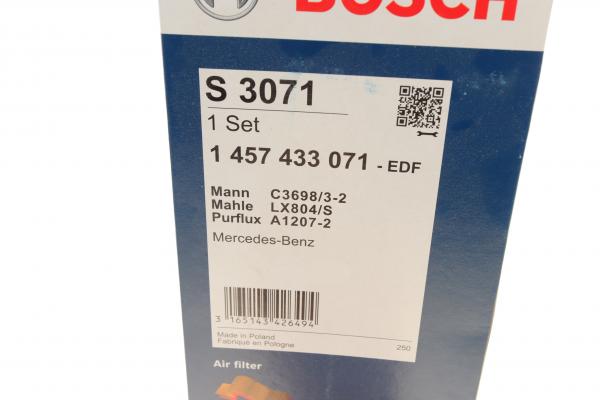 BOSCH
S 3071
1 Set
1 457 433 071 - EDF
Mann C3698/3-2
Mahle LX804/S
Purflux A1207-2
Mercedes-Benz
3 165143 426494
Made in Poland
Fabriqué en Pologne
250
Air filter